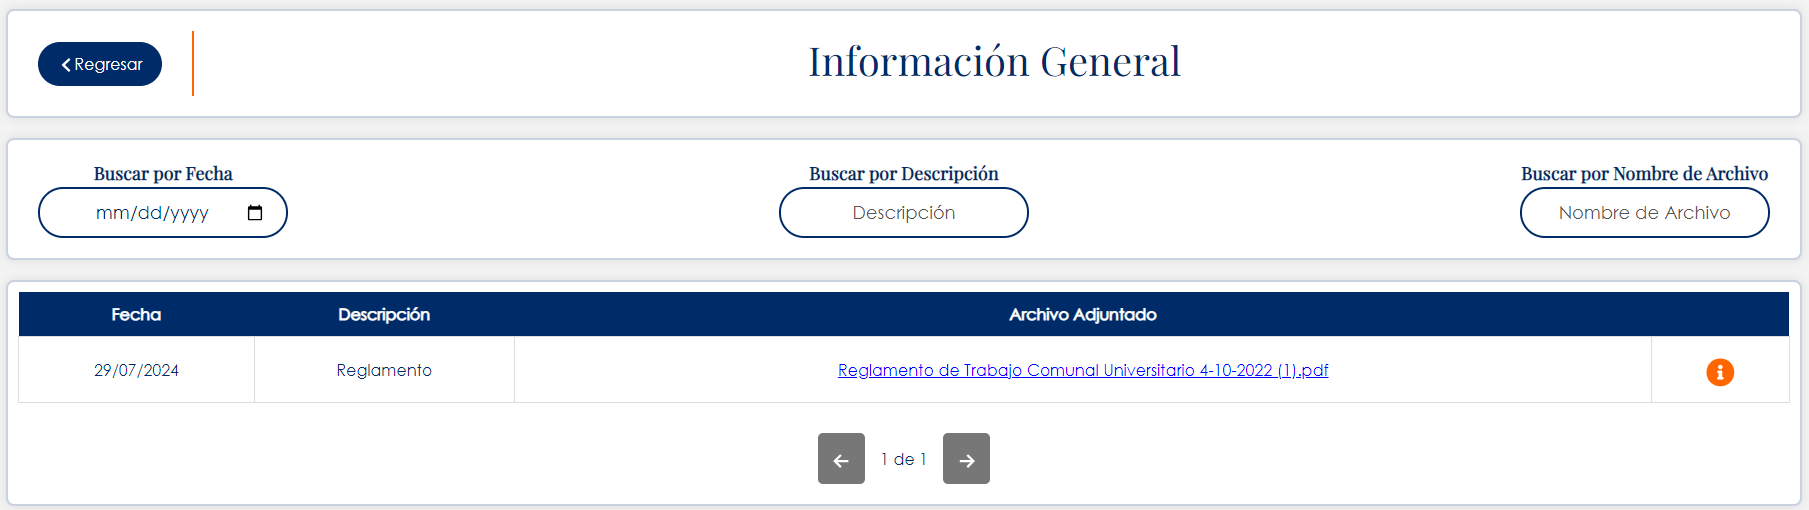 Regresar
Información General
Buscar por Fecha
mm/dd/yyyy
Buscar por Descripción
Descripción
Buscar por Nombre de Archivo
Nombre de Archivo
Fecha Descripción Archivo Adjuntado
29/07/2024 Reglamento Reglamento de Trabajo Comunal Universitario 4-10-2022 (1).pdf
1 de 1